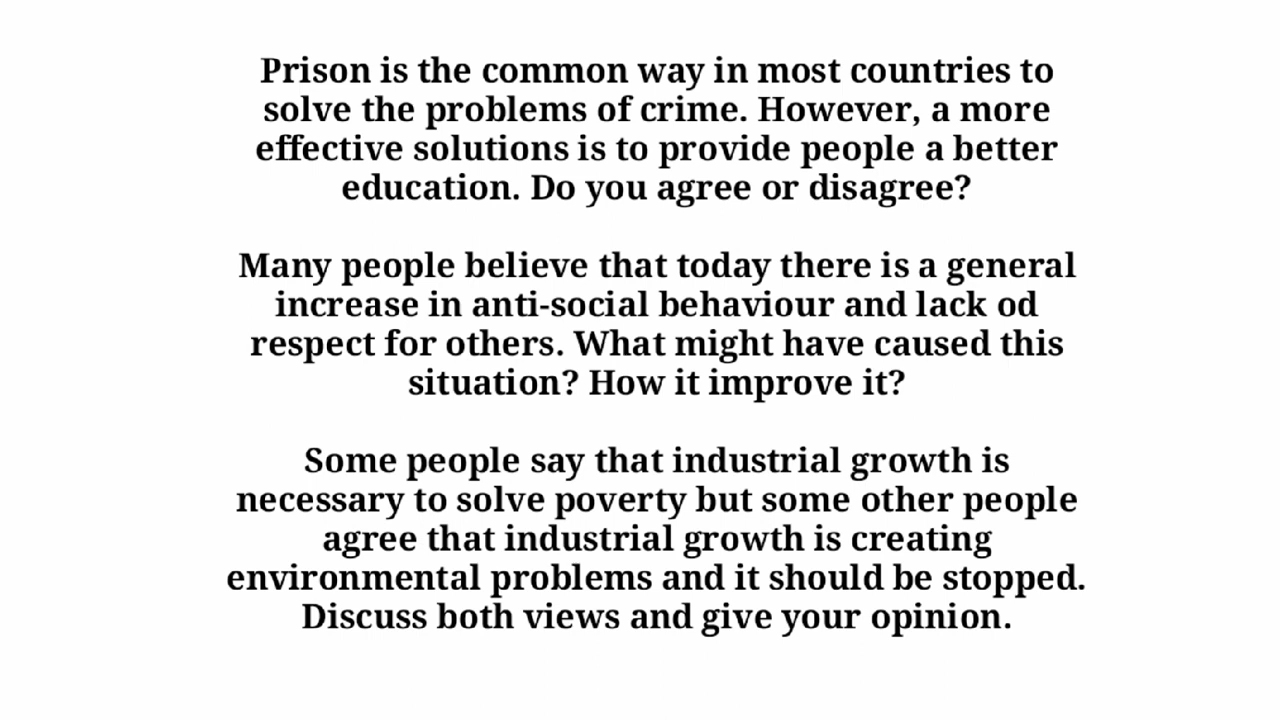 Prison is the common way in most countries to
solve the problems of crime. However, a more
effective solutions is to provide people a better
education. Do you agree or disagree?
Many people believe that today there is a general
increase in anti-social behaviour and lack od
respect for others. What might have caused this
situation? How it improve it?
Some people say that industrial growth is
necessary to solve poverty but some other people
agree that industrial growth is creating
environmental problems and it should be stopped.
Discuss both views and give your opinion.